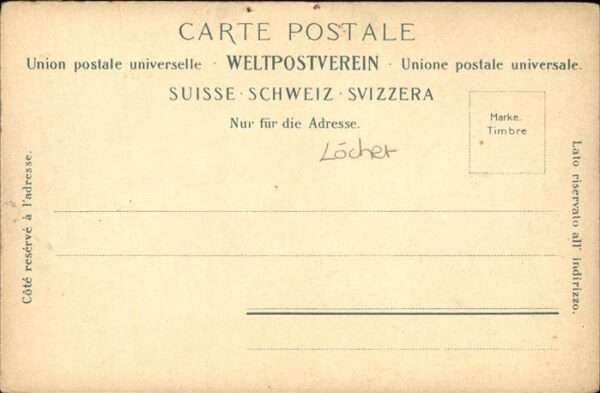 CARTE POSTALE
Union postale universelle · WELTPOSTVEREIN · Unione postale universale.
SUISSE · SCHWEIZ · SVIZZERA
Nur für die Adresse.
Marke.
Timbre
Löcher
Côté resérvé à l'adresse.
Lato riservato all' indirizzo.